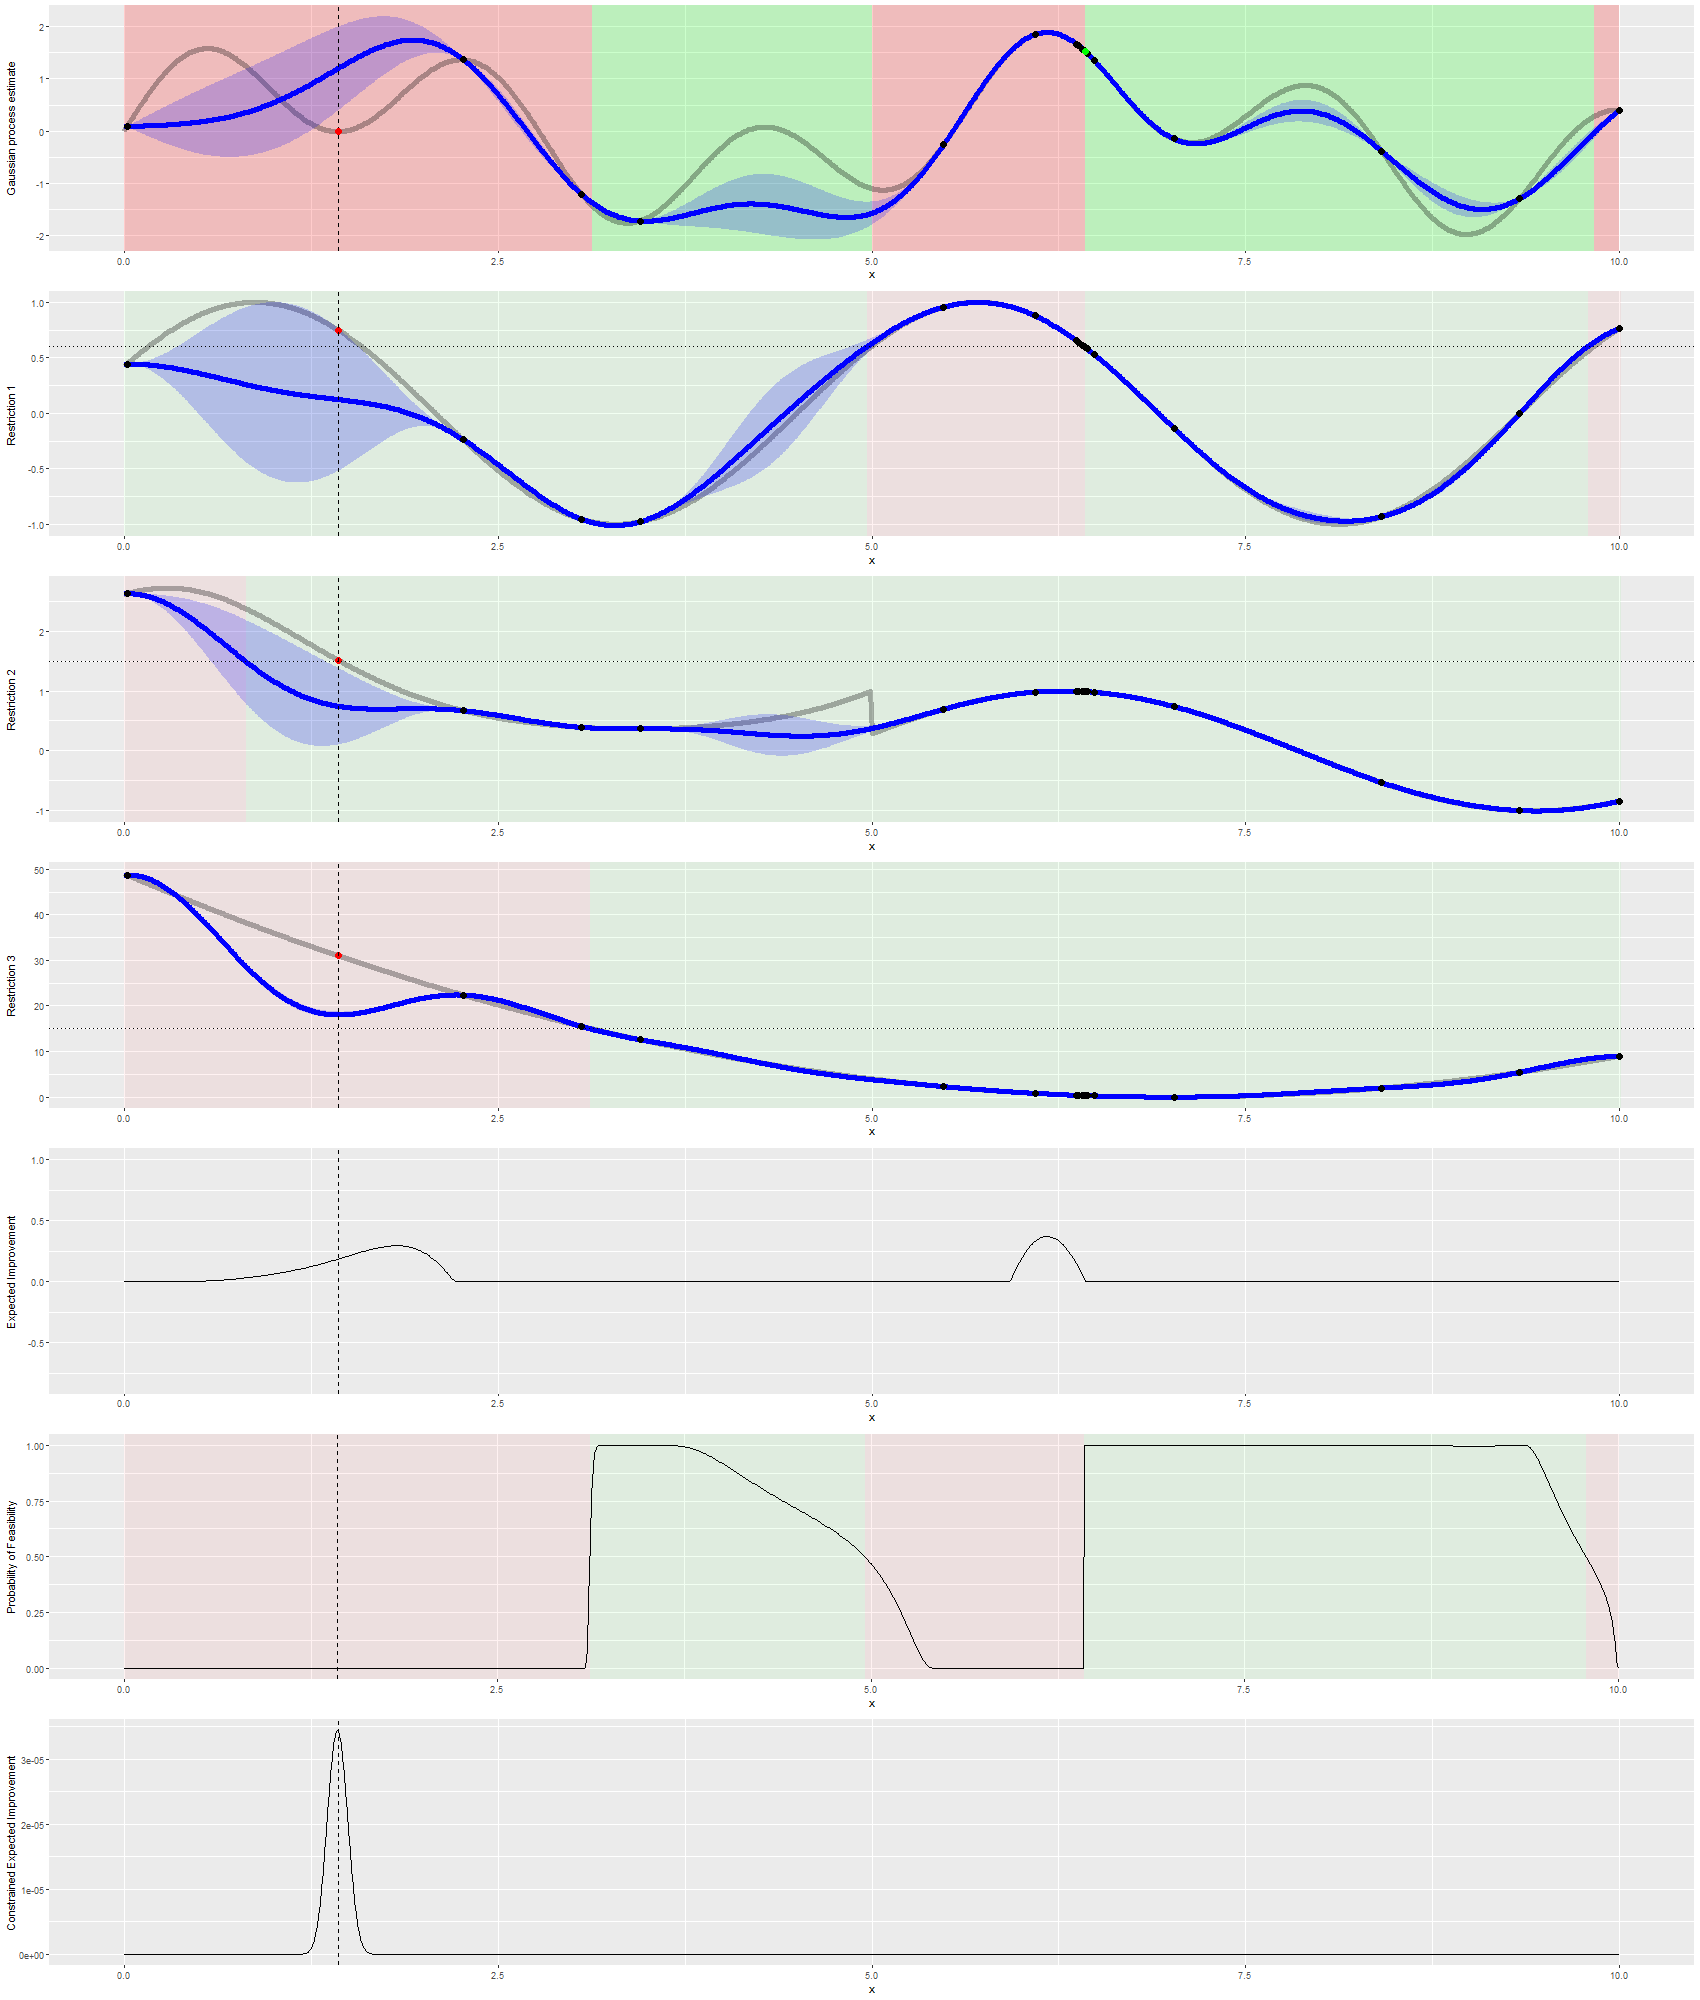 Gaussian process estimate
2
1
0
-1
-2
0.0 2.5 5.0 7.5 10.0
x
Restriction 1
1.0
0.5
0.0
-0.5
-1.0
0.0 2.5 5.0 7.5 10.0
x
Restriction 2
2
1
0
-1
0.0 2.5 5.0 7.5 10.0
x
Restriction 3
50
40
30
20
10
0
0.0 2.5 5.0 7.5 10.0
x
Expected Improvement
1.0
0.5
0.0
-0.5
0.0 2.5 5.0 7.5 10.0
x
Probability of Feasibility
1.00
0.75
0.50
0.25
0.00
0.0 2.5 5.0 7.5 10.0
x
Constrained Expected Improvement
3e-05
2e-05
1e-05
0e+00
0.0 2.5 5.0 7.5 10.0
x